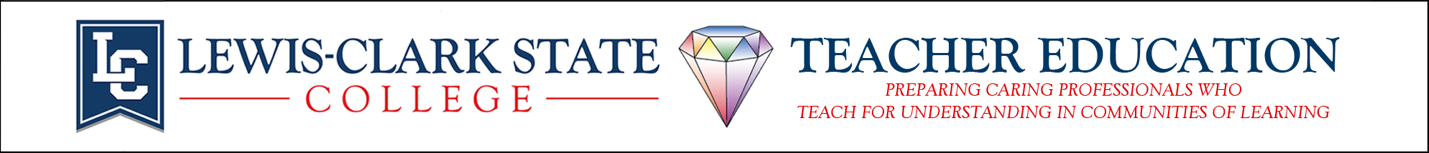 LC
LEWIS-CLARK STATE
COLLEGE
TEACHER EDUCATION
PREPARING CARING PROFESSIONALS WHO
TEACH FOR UNDERSTANDING IN COMMUNITIES OF LEARNING